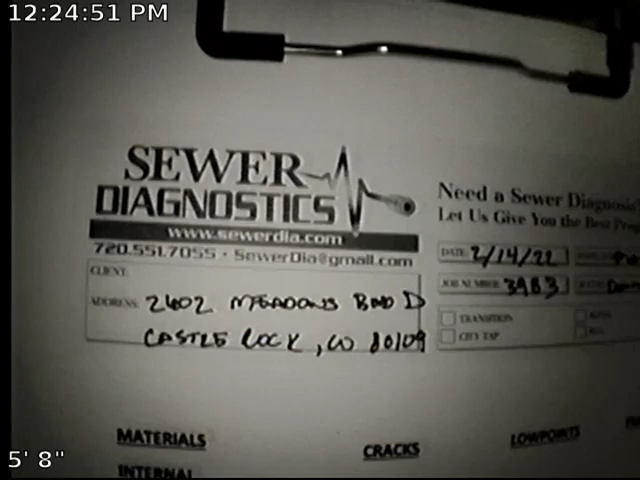 12:24:51 PM
SEWER
DIAGNOSTICS
www.sewerdia.com
720.551.7055 · SewerDia@gmail.com
Need a Sewer Diagnosis
Let Us Give You the Best
CLIENT:
ADDRESS: 2602 MEADOWS BLVD D
CASTLE ROCK, CO 80109
DATE: 2/14/22
JOB NUMBER: 3983
TRANSITION
CITY TAP
MATERIALS
CRACKS
LOWPOINTS
INTERNAL
5' 8"